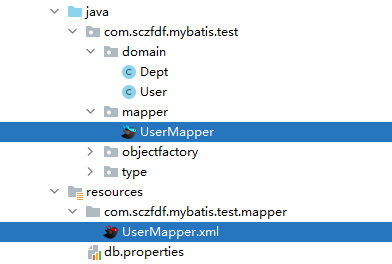 java
com.sczfdf.mybatis.test
domain
Dept
User
mapper
UserMapper
objectfactory
type
resources
com.sczfdf.mybatis.test.mapper
UserMapper.xml
db.properties